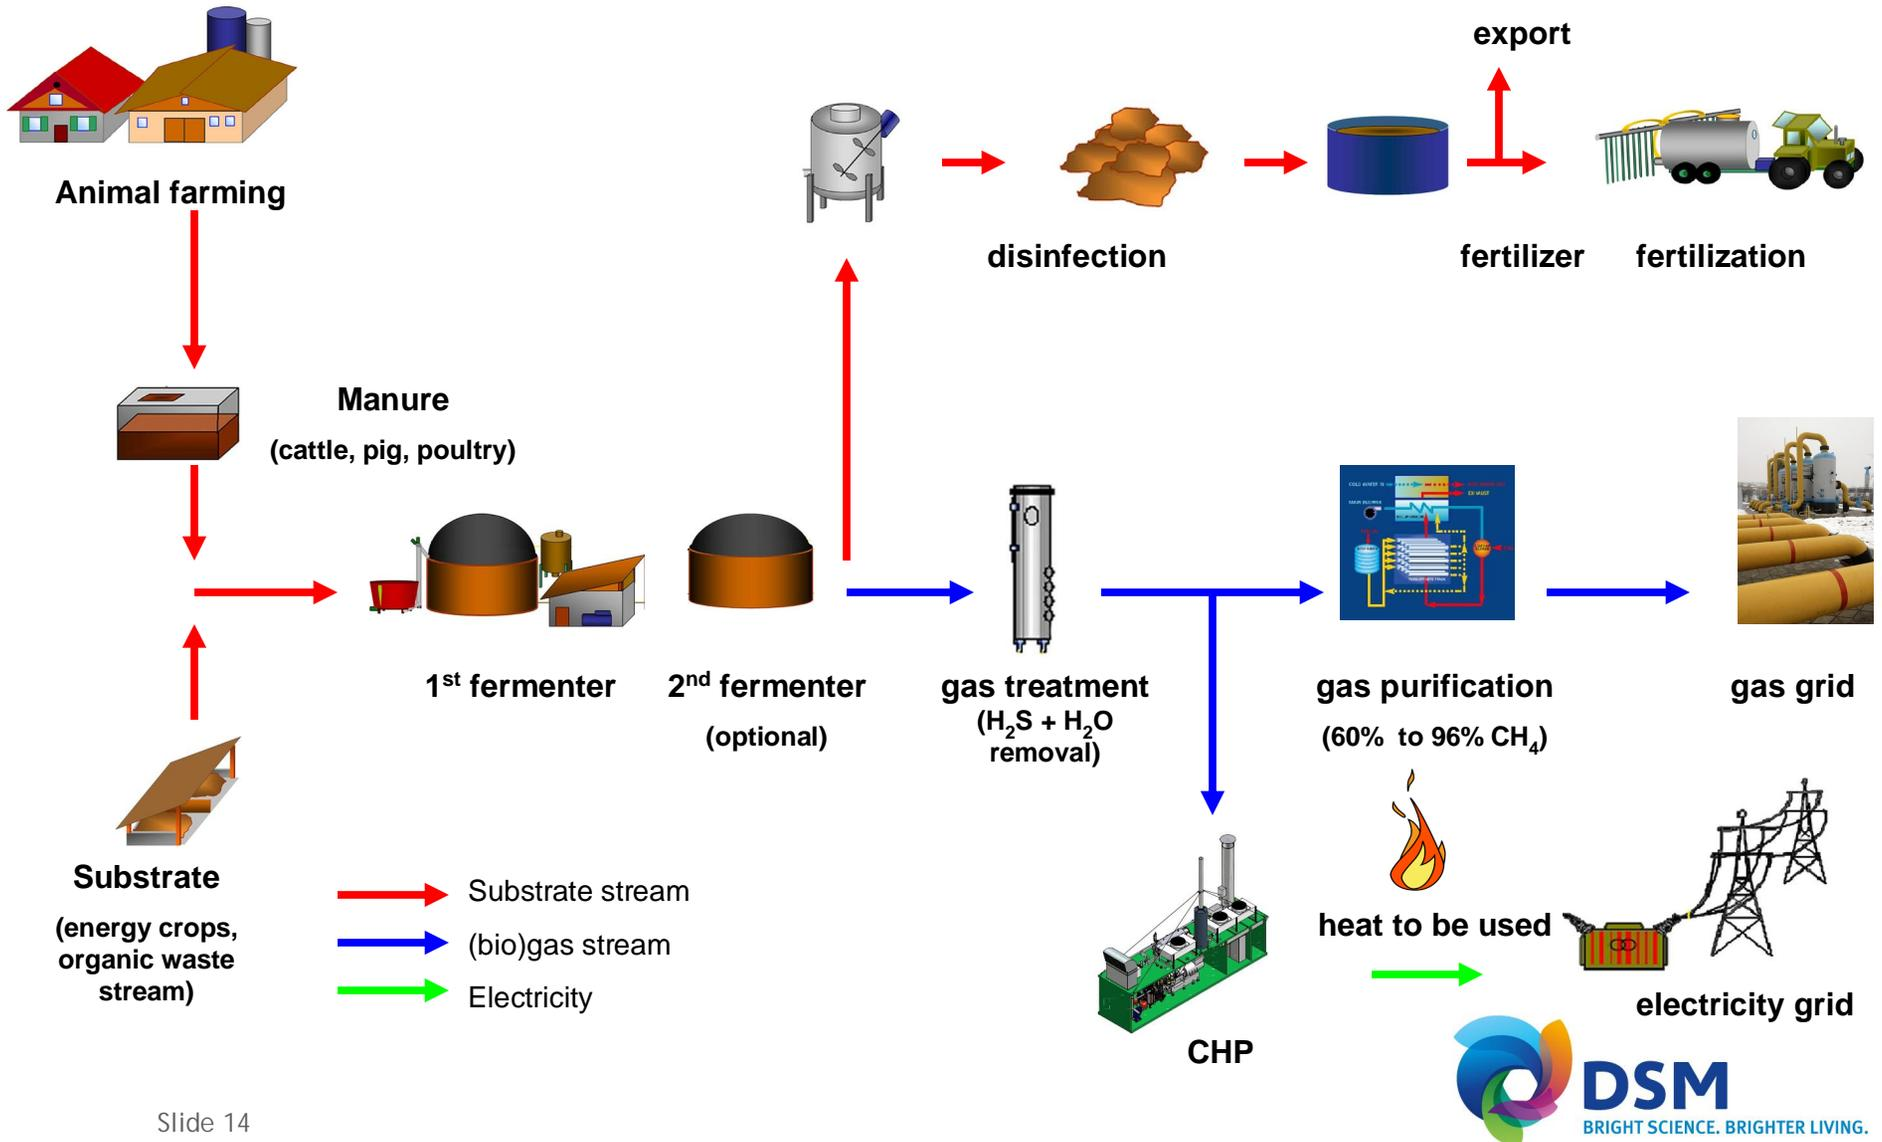 export
Animal farming
disinfection
fertilizer
fertilization
Manure
(cattle, pig, poultry)
1st fermenter
2nd fermenter
(optional)
gas treatment
(H2S + H2O
removal)
gas purification
(60% to 96% CH4)
gas grid
Substrate
(energy crops,
organic waste
stream)
Substrate stream
(bio)gas stream
Electricity
heat to be used
electricity grid
CHP
DSM
BRIGHT SCIENCE. BRIGHTER LIVING.
Slide 14